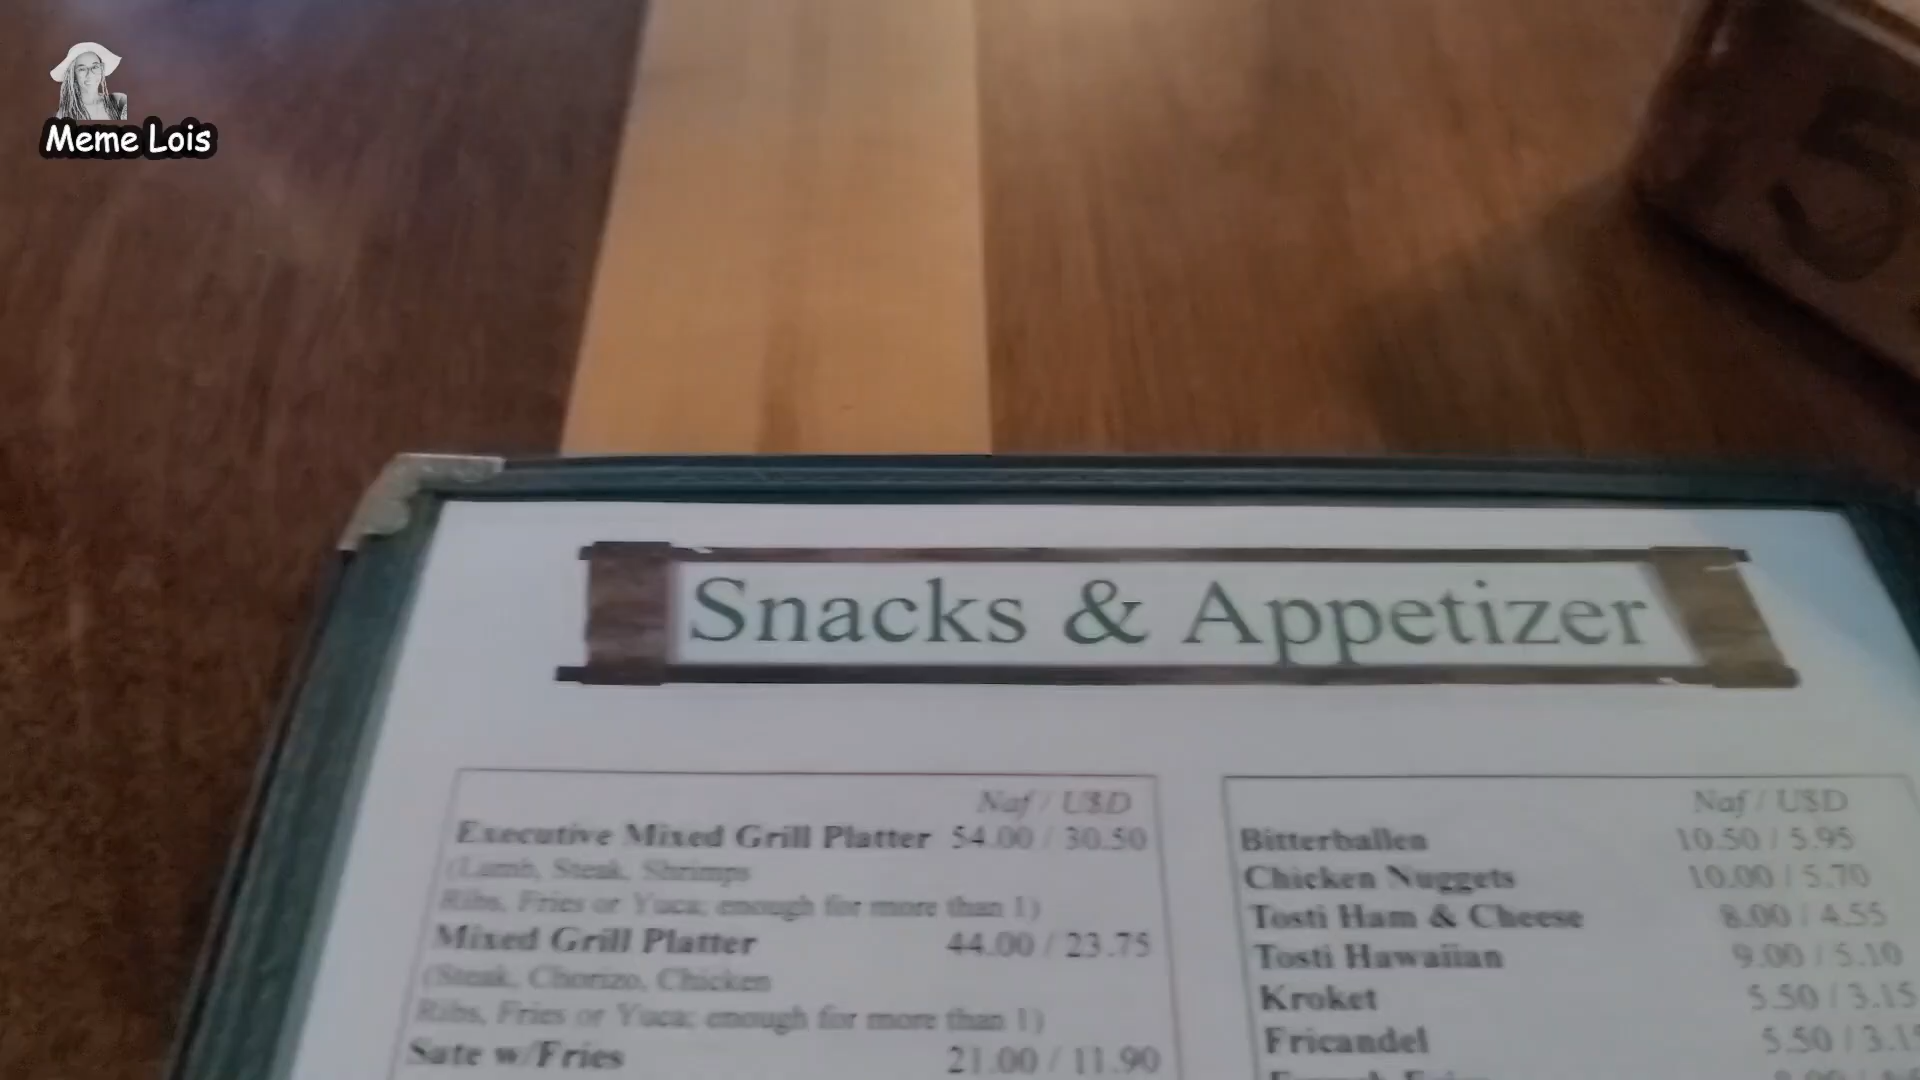 Meme Lois
Snacks & Appetizer
Naf / USD
Executive Mixed Grill Platter 54.00 / 30.50
(Lamb, Steak, Shrimps
Ribs, Fries or Yuca; enough for more than 1)
Mixed Grill Platter 44.00 / 23.75
(Steak, Chorizo, Chicken
Ribs, Fries or Yuca; enough for more than 1)
Sate w/Fries 21.00 / 11.90
Naf / USD
Bitterballen 10.50 / 5.95
Chicken Nuggets 10.00 / 5.70
Tosti Ham & Cheese 8.00 / 4.55
Tosti Hawaiian 9.00 / 5.10
Kroket 5.50 / 3.15
Fricandel 5.50 / 3.15